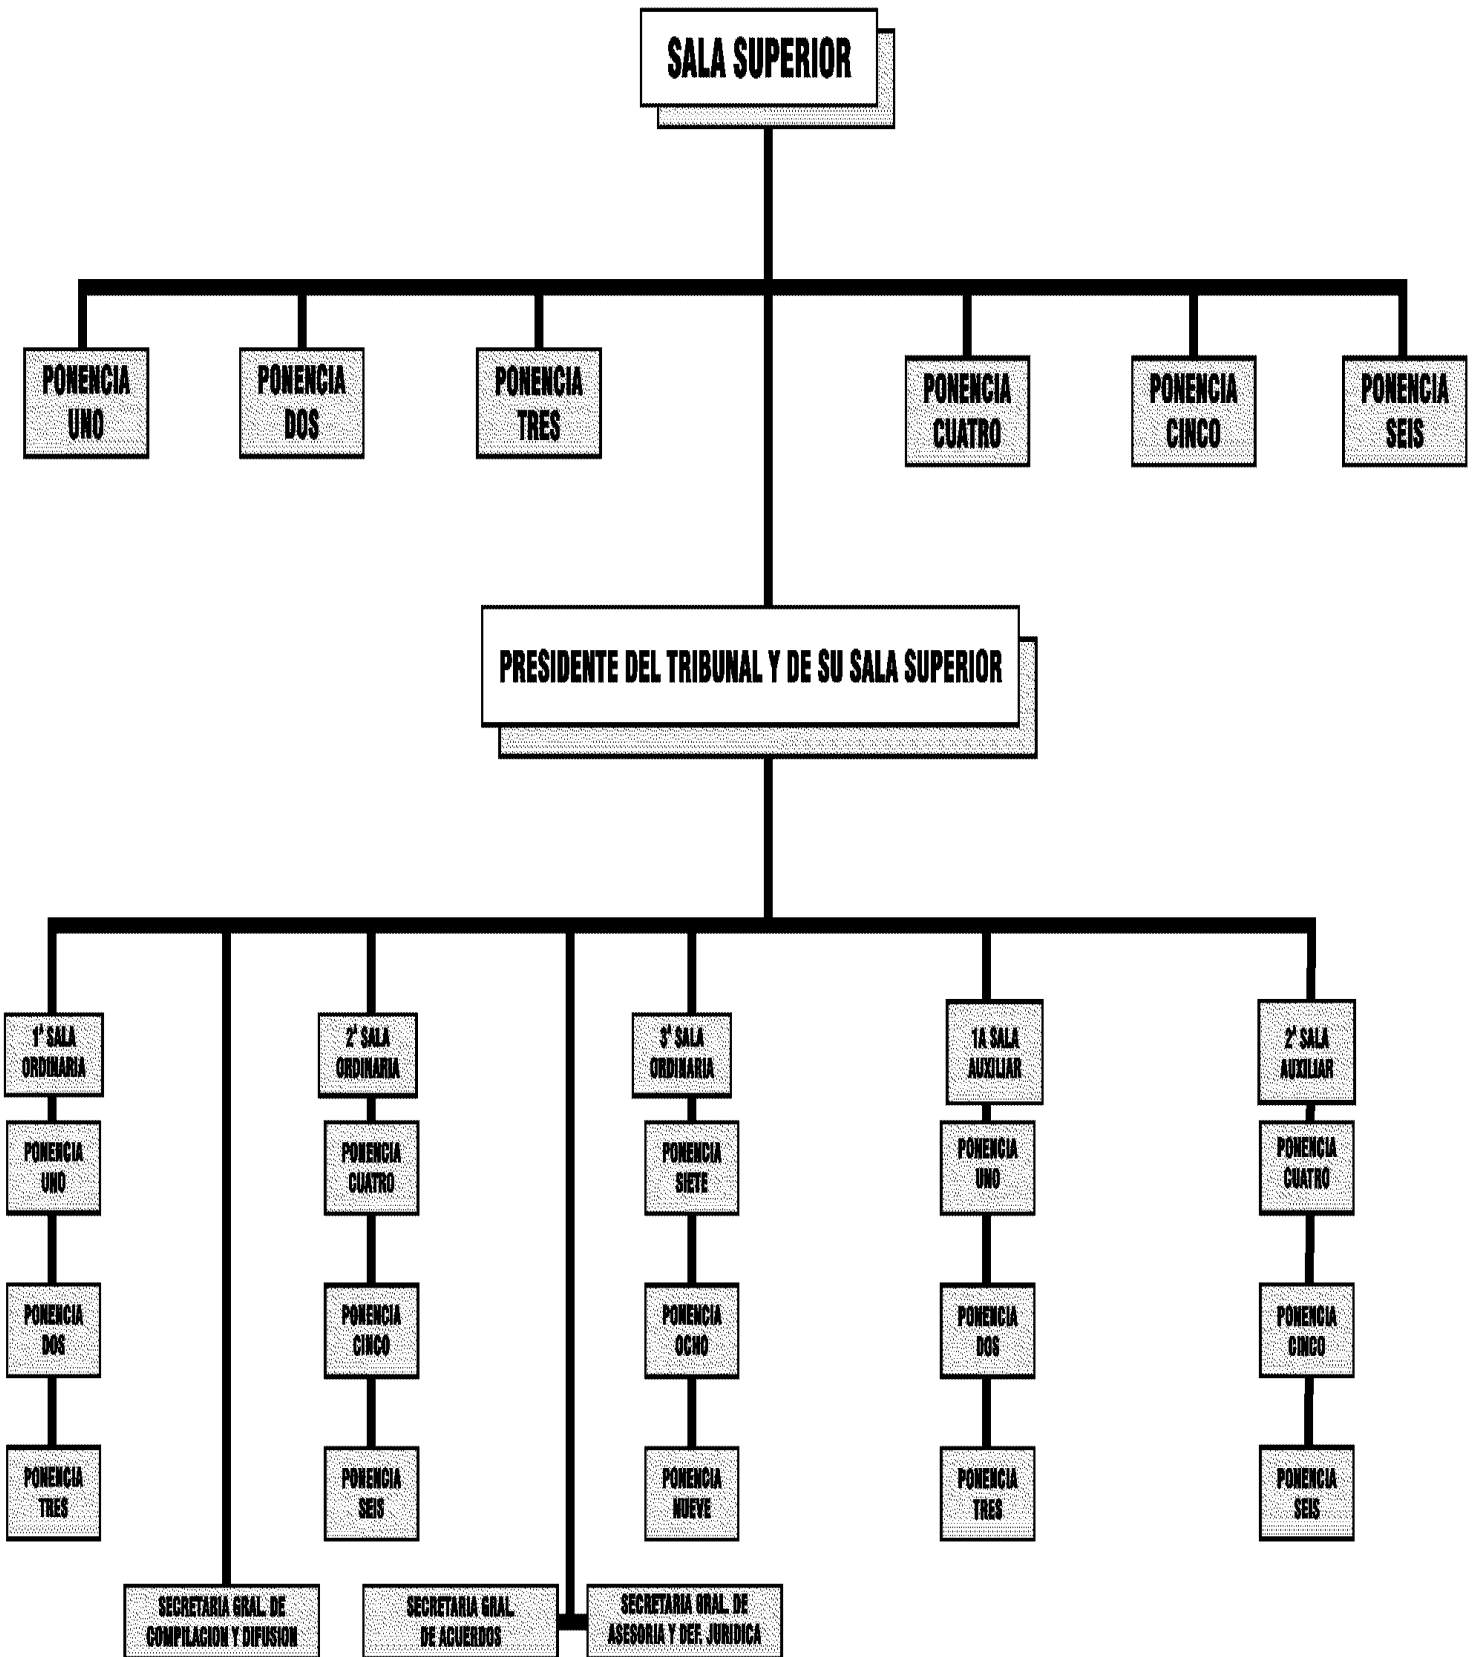 SALA SUPERIOR
PONENCIA
UNO
PONENCIA
DOS
PONENCIA
TRES
PONENCIA
CUATRO
PONENCIA
CINCO
PONENCIA
SEIS
PRESIDENTE DEL TRIBUNAL Y DE SU SALA SUPERIOR
1ª SALA
ORDINARIA
2ª SALA
ORDINARIA
3ª SALA
ORDINARIA
1A SALA
AUXILIAR
2ª SALA
AUXILIAR
PONENCIA
UNO
PONENCIA
CUATRO
PONENCIA
SIETE
PONENCIA
UNO
PONENCIA
CUATRO
PONENCIA
DOS
PONENCIA
CINCO
PONENCIA
OCHO
PONENCIA
DOS
PONENCIA
CINCO
PONENCIA
TRES
PONENCIA
SEIS
PONENCIA
NUEVE
PONENCIA
TRES
PONENCIA
SEIS
SECRETARIA GRAL. DE
COMPILACION Y DIFUSION
SECRETARIA GRAL.
DE ACUERDOS
SECRETARIA GRAL. DE
ASESORIA Y DEF. JURIDICA